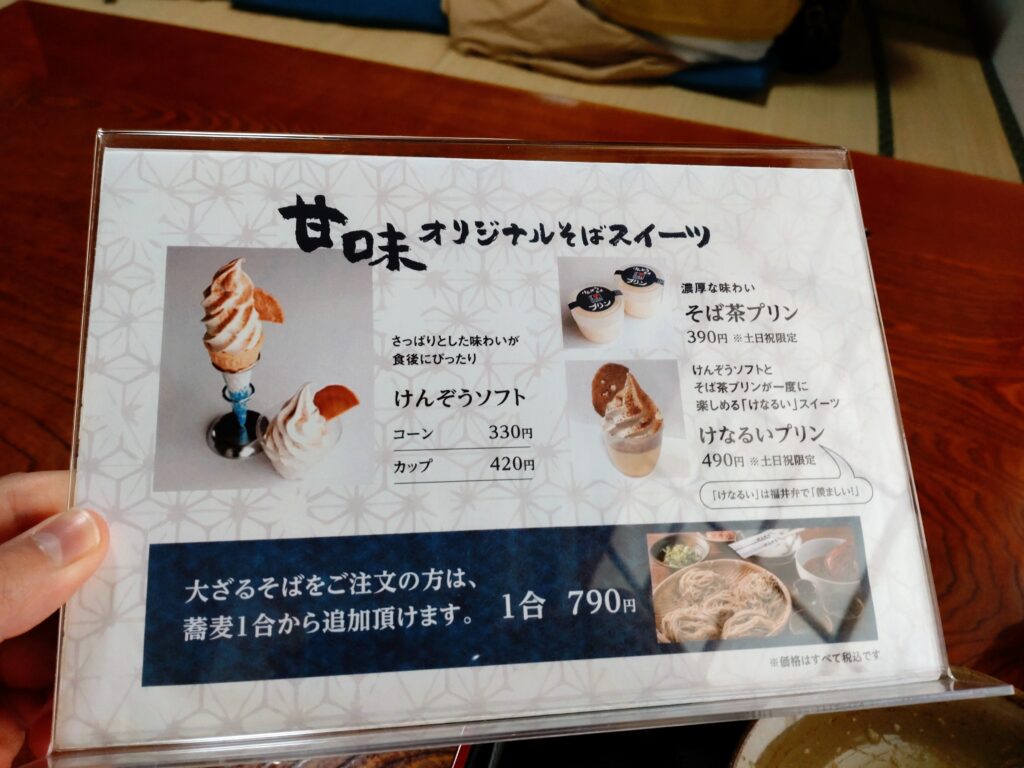 甘味 オリジナルそばスイーツ
さっぱりとした味わいが
食後にぴったり
けんぞうソフト
コーン 330円
カップ 420円
濃厚な味わい
そば茶プリン
390円 ※土日祝限定
けんぞうソフトと
そば茶プリンが一度に
楽しめる「けなるい」スイーツ
けなるいプリン
490円 ※土日祝限定
「けなるい」は福井弁で「羨ましい!」
プリン
プリン
大ざるそばをご注文の方は、
蕎麦1合から追加頂けます。
1合 790円
※価格はすべて税込です